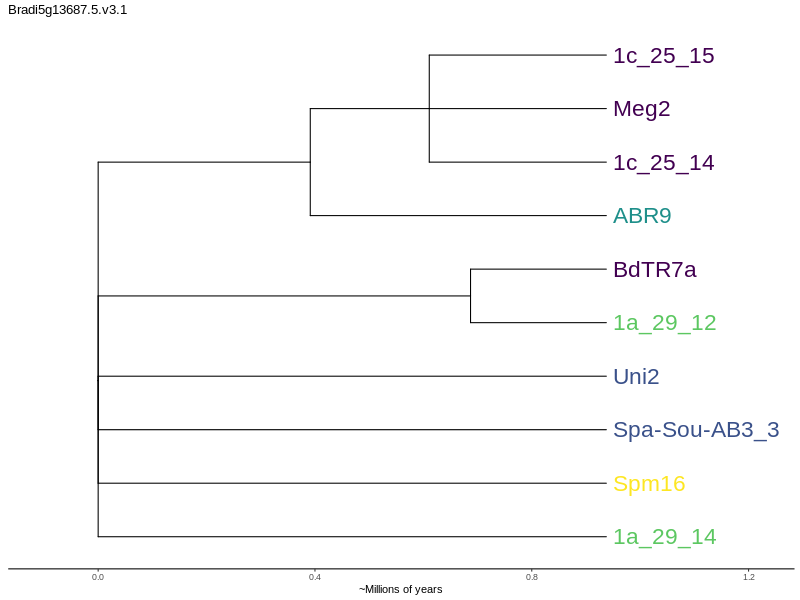 Bradi5g13687.5.v3.1
1c_25_15
Meg2
1c_25_14
ABR9
BdTR7a
1a_29_12
Uni2
Spa-Sou-AB3_3
Spm16
1a_29_14
0.0 0.4 0.8 1.2
~Millions of years